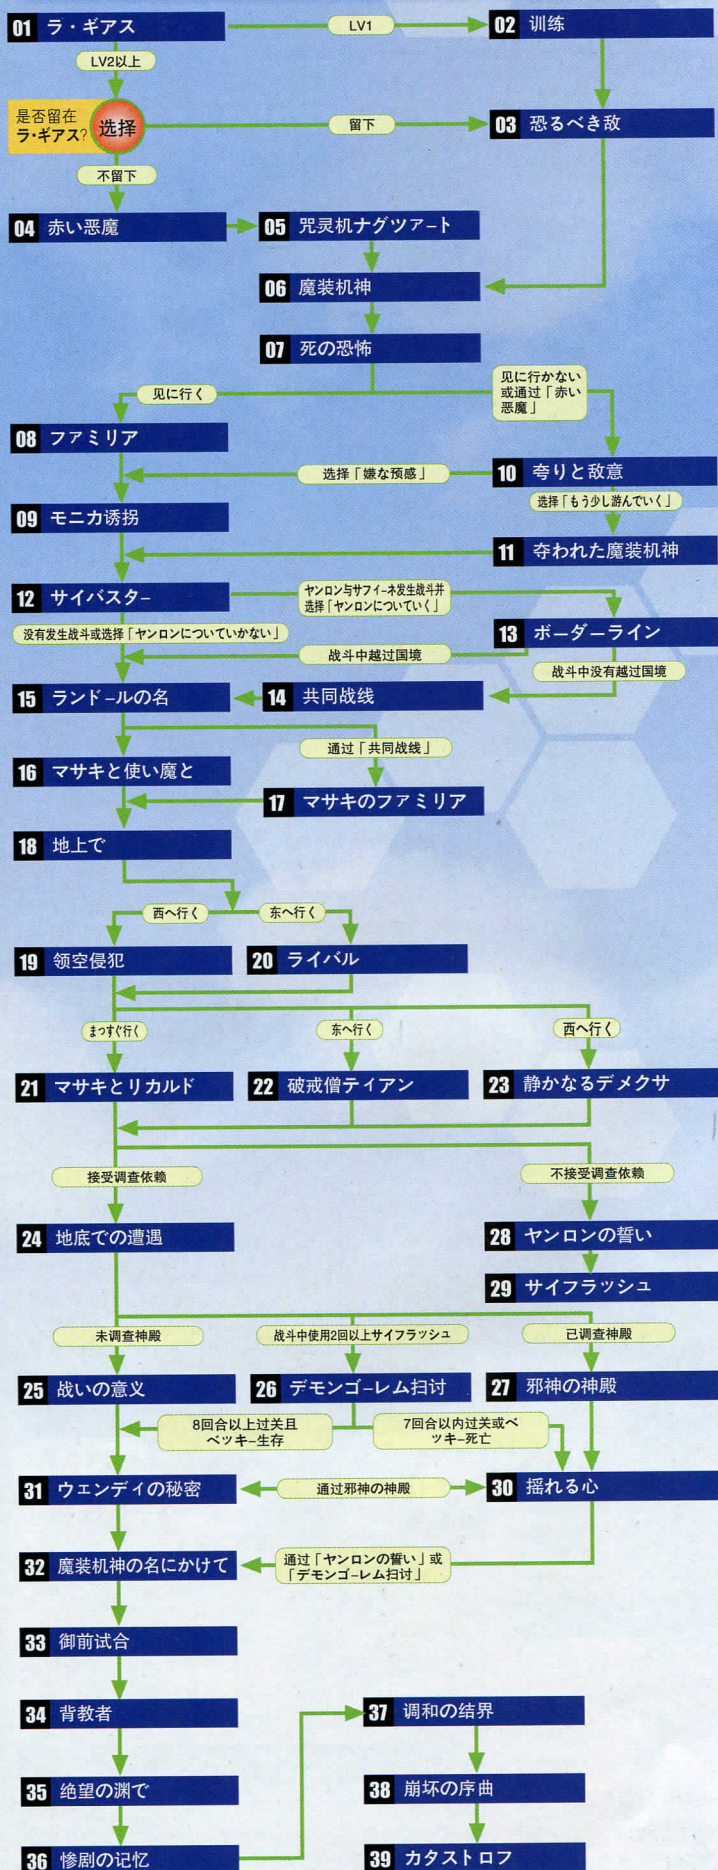 01 ラ・ギアス
LV1
02 训练
LV2以上
是否留在
ラ・ギアス?
选择
留下
03 恐るべき敌
不留下
04 赤い恶魔
05 咒灵机ナグツァート
06 魔装机神
07 死の恐怖
见に行く
见に行かない
或通过「赤い
恶魔」
08 ファミリア
选择「嫌な预感」
10 夸りと敌意
选择「もう少し游んでいく」
09 モニカ诱拐
11 夺われた魔装机神
12 サイバスター
ヤンロン与サフィーネ发生战斗并
选择「ヤンロンについていく」
没有发生战斗或选择「ヤンロンについていかない」
13 ボーダーライン
战斗中越过国境
战斗中没有越过国境
15 ランドールの名
14 共同战线
通过「共同战线」
16 マサキと使い魔と
17 マサキのファミリア
18 地上で
西へ行く
东へ行く
19 领空侵犯
20 ライバル
まっすぐ行く
东へ行く
西へ行く
21 マサキとリカルド
22 破戒僧ティアン
23 静かなるデメクサ
接受调查依赖
不接受调查依赖
24 地底での遭遇
28 ヤンロンの誓い
29 サイフラッシュ
未调查神殿
战斗中使用2回以上サイフラッシュ
已调查神殿
25 战いの意义
26 デモンゴーレム扫讨
27 邪神の神殿
8回合以上过关且
ベッキー生存
7回合以内过关或ベ
ッキー死亡
31 ウェンディの秘密
通过邪神の神殿
30 摇れる心
32 魔装机神の名にかけて
通过「ヤンロンの誓い」或
「デモンゴーレム扫讨」
33 御前试合
34 背教者
37 调和の结界
35 绝望の渊で
38 崩坏の序曲
36 惨剧の记忆
39 カタストロフ